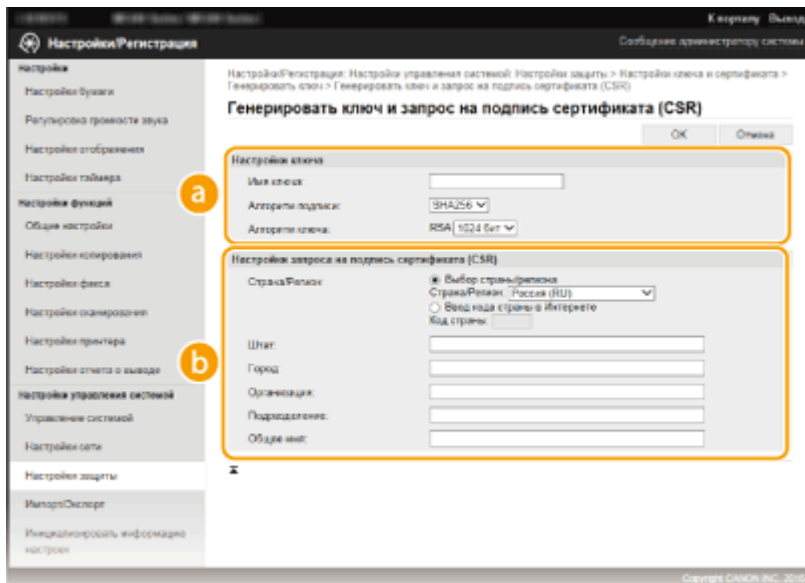 К порталу Выход
Настройки/Регистрация
Сообщение администратору системы
Настройки
Настройки бумаги
Регулировка громкости звука
Настройки отображения
Настройки таймера
Настройки функций
Общие настройки
Настройки копирования
Настройки факса
Настройки сканирования
Настройки принтера
Настройки отчета о выводе
Настройки управления системой
Управление системой
Настройки сети
Настройки защиты
Импорт/Экспорт
Инициализировать информацию
настроек
Настройки/Регистрация: Настройки управления системой: Настройки защиты > Настройки ключа и сертификата >
Генерировать ключ > Генерировать ключ и запрос на подпись сертификата (CSR)
Генерировать ключ и запрос на подпись сертификата (CSR)
OK Отмена
a
Настройки ключа
Имя ключа:
Алгоритм подписи: SHA256
Алгоритм ключа: RSA 1024 бит
b
Настройки запроса на подпись сертификата (CSR)
Страна/Регион: Выбор страны/региона
Страна/Регион: Россия (RU)
Ввод кода страны в Интернете
Код страны:
Штат:
Город:
Организация:
Подразделение:
Общее имя:
Copyright CANON INC. 2016